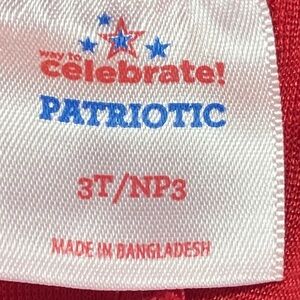 way to
celebrate!
PATRIOTIC
3T/NP3
MADE IN BANGLADESH